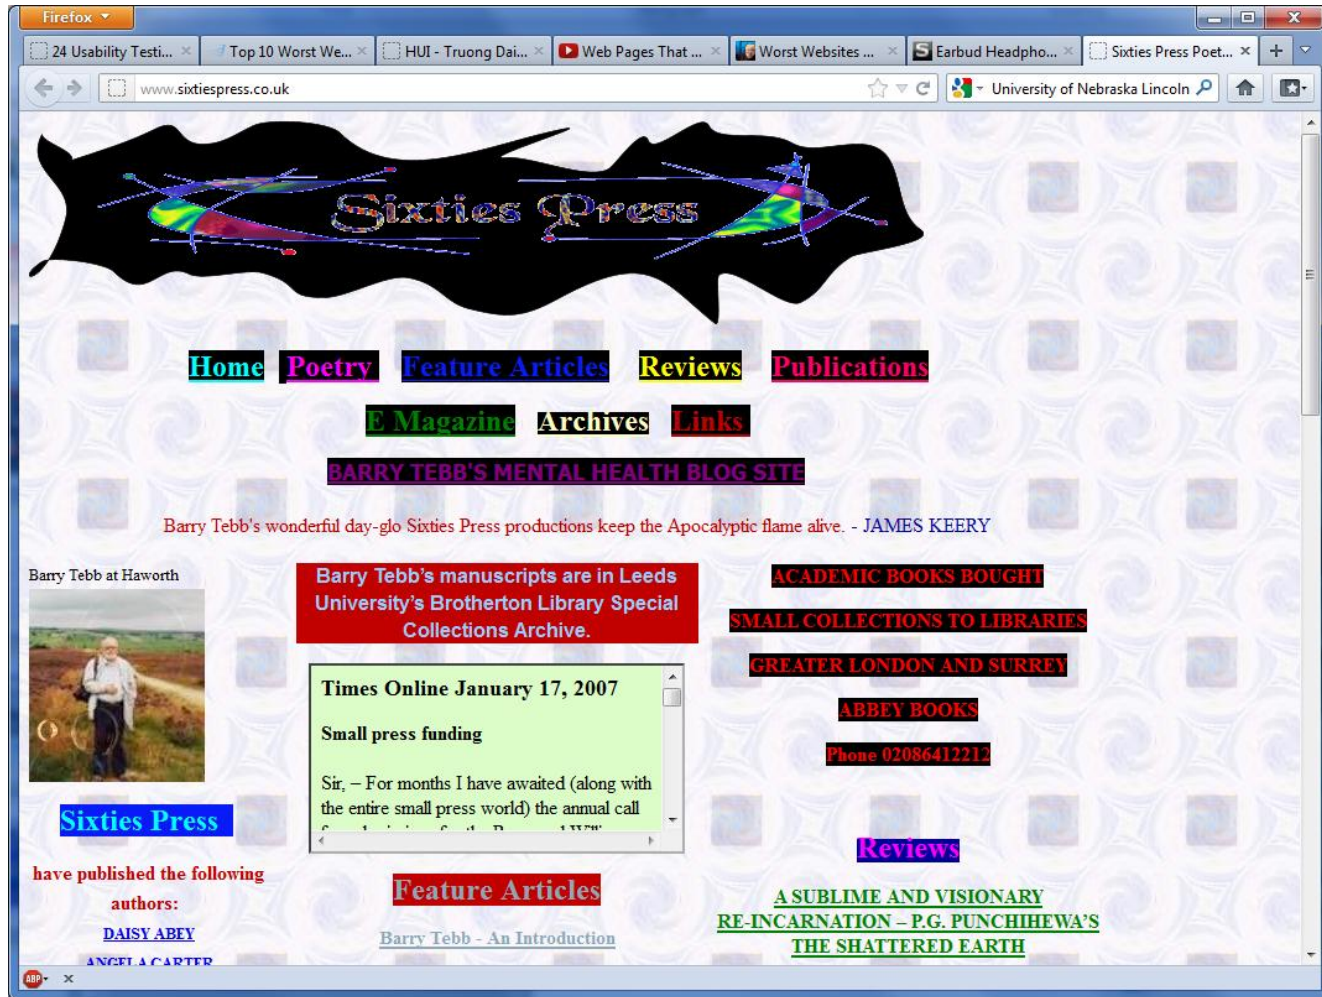 Firefox
24 Usability Testi...
Top 10 Worst We...
HUI - Truong Dai...
Web Pages That ...
Worst Websites ...
Earbud Headpho...
Sixties Press Poet...
www.sixtiespress.co.uk
University of Nebraska Lincoln
Sixties Press
Home Poetry Feature Articles Reviews Publications
E Magazine Archives Links
BARRY TEBB'S MENTAL HEALTH BLOG SITE
Barry Tebb's wonderful day-glo Sixties Press productions keep the Apocalyptic flame alive. - JAMES KEERY
Barry Tebb at Haworth
Sixties Press
have published the following
authors:
DAISY ABEY
ANGELA CARTER
Barry Tebb’s manuscripts are in Leeds
University’s Brotherton Library Special
Collections Archive.
Times Online January 17, 2007
Small press funding
Sir, – For months I have awaited (along with
the entire small press world) the annual call
Feature Articles
Barry Tebb - An Introduction
ACADEMIC BOOKS BOUGHT
SMALL COLLECTIONS TO LIBRARIES
GREATER LONDON AND SURREY
ABBEY BOOKS
Phone 02086412212
Reviews
A SUBLIME AND VISIONARY
RE-INCARNATION – P.G. PUNCHIHEWA’S
THE SHATTERED EARTH
ABP